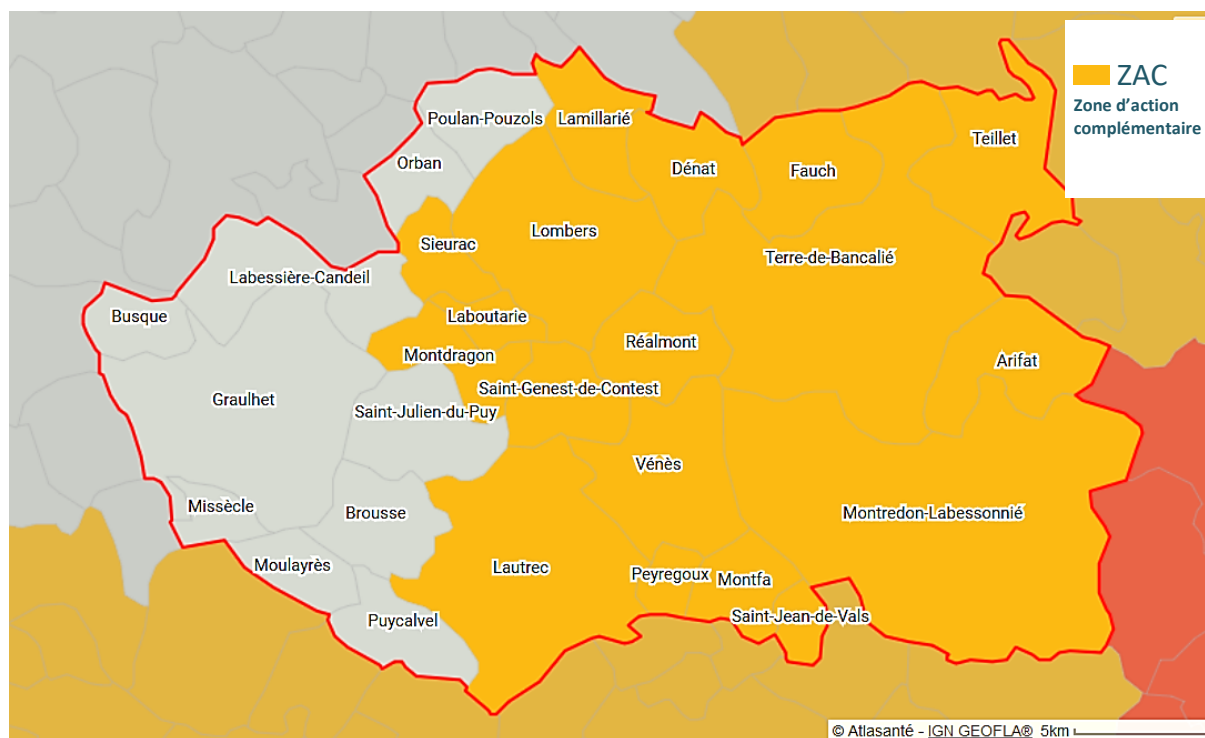 ZAC
Zone d’action
complémentaire
Poulan-Pouzols
Lamillarié
Teillet
Orban
Dénat
Fauch
Sieurac
Lombers
Terre-de-Bancalié
Labessière-Candeil
Busque
Laboutarie
Réalmont
Montdragon
Arifat
Saint-Genest-de-Contest
Graulhet
Saint-Julien-du-Puy
Vénès
Missècle
Brousse
Montredon-Labessonnié
Moulayrès
Lautrec
Peyregoux
Montfa
Puycalvel
Saint-Jean-de-Vals
© Atlasanté - IGN GEOFLA® 5km